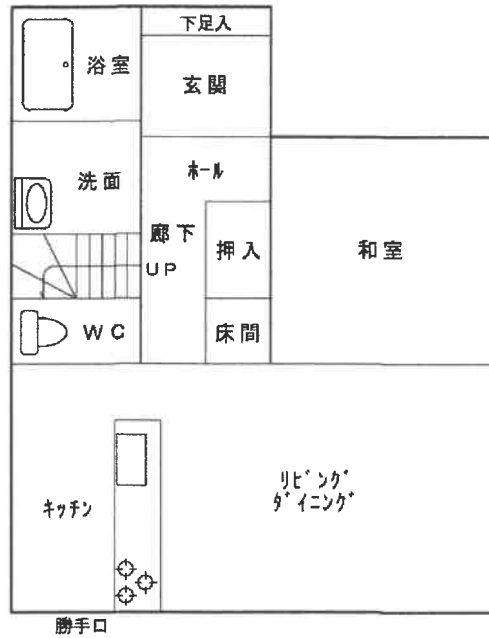 下足入
浴室
玄関
ホール
洗面
廊下
押入
和室
UP
WC
床間
リビング
ダイニング
キッチン
勝手口